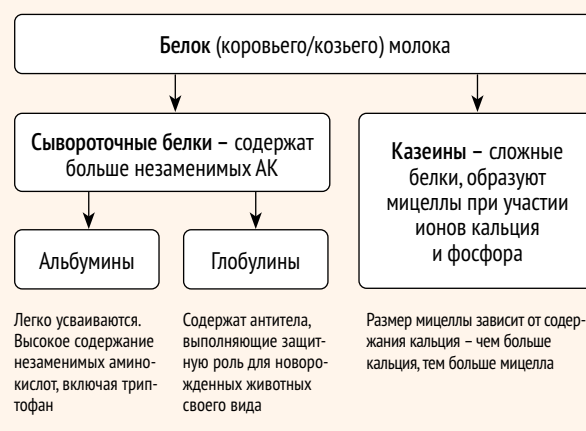 Белок (коровьего/козьего) молока
Сывороточные белки – содержат
больше незаменимых АК
Казеины – сложные
белки, образуют
мицеллы при участии
ионов кальция
и фосфора
Альбумины
Глобулины
Легко усваиваются.
Высокое содержание
незаменимых амино-
кислот, включая трип-
тофан
Содержат антитела,
выполняющие защит-
ную роль для новоро-
жденных животных
своего вида
Размер мицеллы зависит от содер-
жания кальция – чем больше
кальция, тем больше мицелла